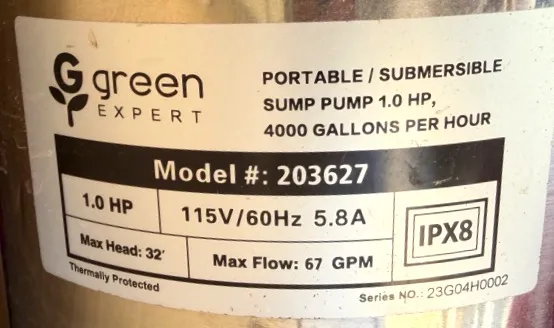 green
EXPERT
PORTABLE / SUBMERSIBLE
SUMP PUMP 1.0 HP,
4000 GALLONS PER HOUR
Model #: 203627
1.0 HP
115V/60Hz 5.8A
IPX8
Max Head: 32'
Max Flow: 67 GPM
Thermally Protected
Series NO.: 23G04H0002